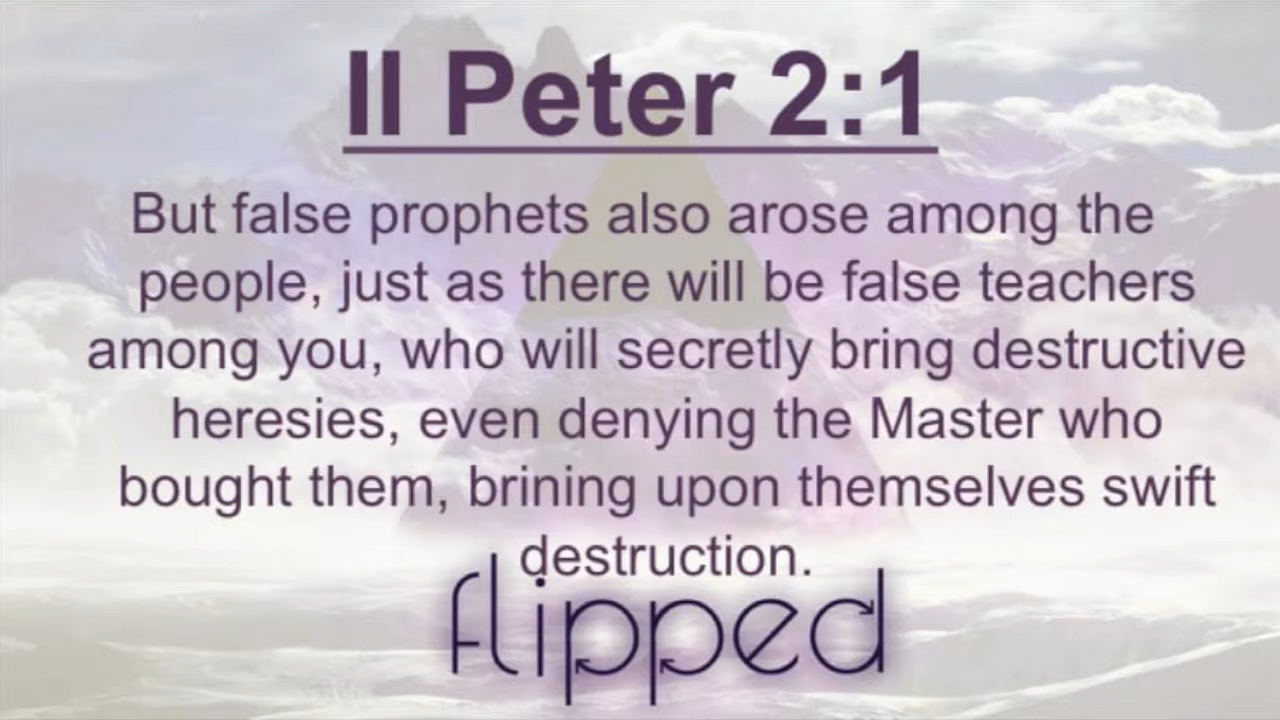 II Peter 2:1
But false prophets also arose among the
people, just as there will be false teachers
among you, who will secretly bring destructive
heresies, even denying the Master who
bought them, brining upon themselves swift
destruction.
flipped